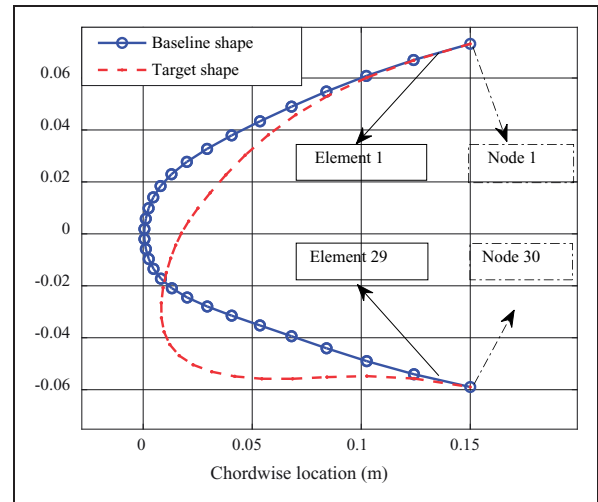 Baseline shape
Target shape
0.06
0.04
0.02
0
-0.02
-0.04
-0.06
Element 1
Node 1
Element 29
Node 30
0
0.05
0.1
0.15
Chordwise location (m)